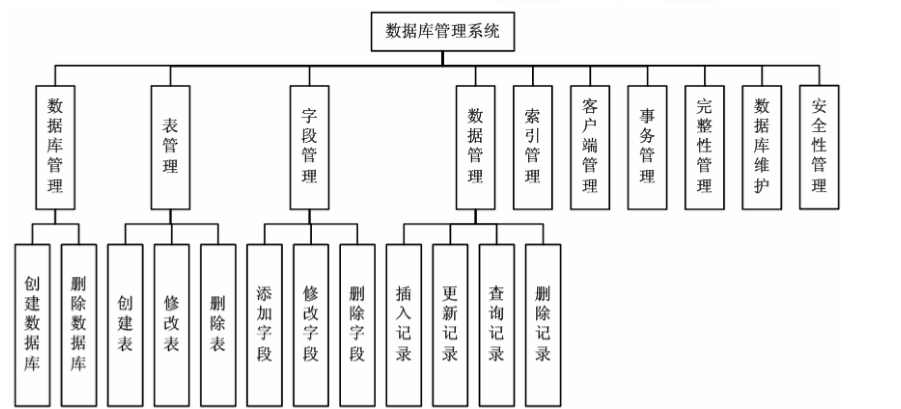 数据库管理系统
数据库管理
表管理
字段管理
数据管理
索引管理
客户端管理
事务管理
完整性管理
数据库维护
安全性管理
创建数据库
删除数据库
创建表
修改表
删除表
添加字段
修改字段
删除字段
插入记录
更新记录
查询记录
删除记录